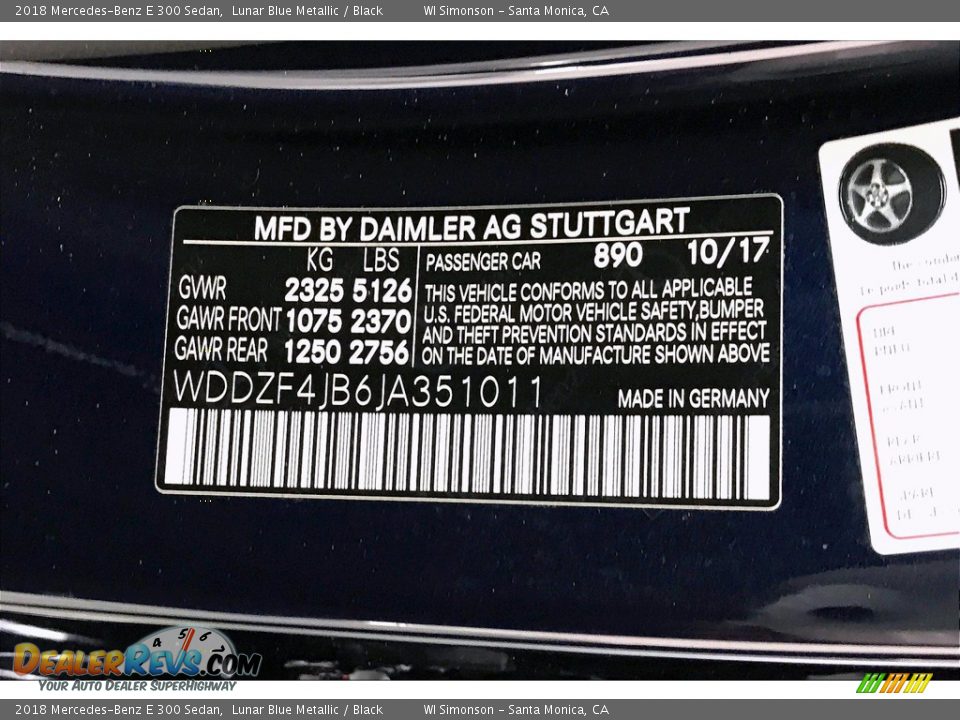 2018 Mercedes-Benz E 300 Sedan, Lunar Blue Metallic / Black WI Simonson - Santa Monica, CA
MFD BY DAIMLER AG STUTTGART
KG LBS PASSENGER CAR 890 10/17
GVWR 2325 5126
GAWR FRONT 1075 2370
GAWR REAR 1250 2756
THIS VEHICLE CONFORMS TO ALL APPLICABLE
U.S. FEDERAL MOTOR VEHICLE SAFETY,BUMPER
AND THEFT PREVENTION STANDARDS IN EFFECT
ON THE DATE OF MANUFACTURE SHOWN ABOVE
WDDZF4JB6JA351011 MADE IN GERMANY
4 5 6
DEALERREVS.COM
YOUR AUTO DEALER SUPERHIGHWAY
2018 Mercedes-Benz E 300 Sedan, Lunar Blue Metallic / Black WI Simonson - Santa Monica, CA